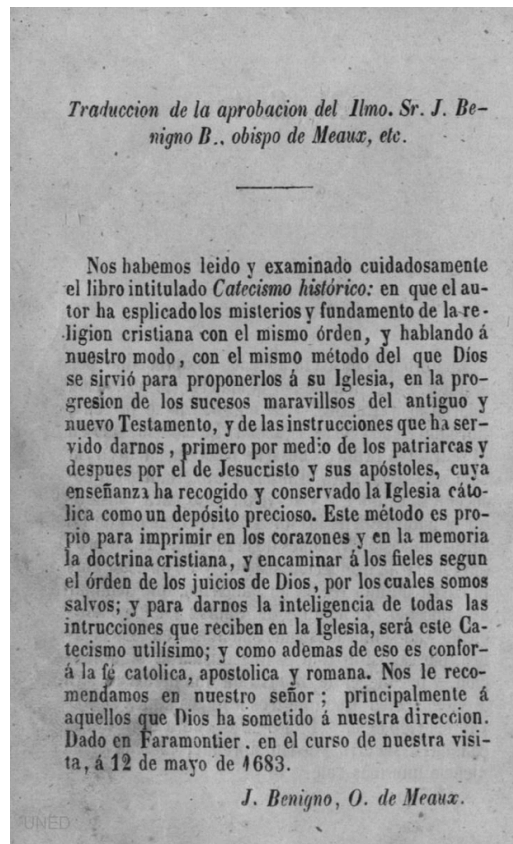 Traduccion de la aprobacion del Ilmo. Sr. J. Be-
nigno B., obispo de Meaux, etc.
Nos habemos leido y examinado cuidadosamente
el libro intitulado Catecismo histórico: en que el au-
tor ha esplicado los misterios y fundamento de la re-
ligion cristiana con el mismo órden, y hablando á
nuestro modo, con el mismo método del que Dios
se sirvió para proponerlos á su Iglesia, en la pro-
gresion de los sucesos maravillsos del antiguo y
nuevo Testamento, y de las instrucciones que ha ser-
vido darnos, primero por medio de los patriarcas y
despues por el de Jesucristo y sus apóstoles, cuya
enseñanza ha recogido y conservado la Iglesia cáto-
lica como un depósito precioso. Este método es pro-
pio para imprimir en los corazones y en la memoria
la doctrina cristiana, y encaminar á los fieles segun
el órden de los juicios de Dios, por los cuales somos
salvos; y para darnos la inteligencia de todas las
intrucciones que reciben en la Iglesia, será este Ca-
tecismo utilísimo; y como ademas de eso es confor-
á la fé catolica, apostolica y romana. Nos le reco-
mendamos en nuestro señor; principalmente á
aquellos que Dios ha sometido á nuestra direccion.
Dado en Faramontier. en el curso de nuestra visi-
ta, á 12 de mayo de 1683.
J. Benigno, O. de Meaux.
UNED